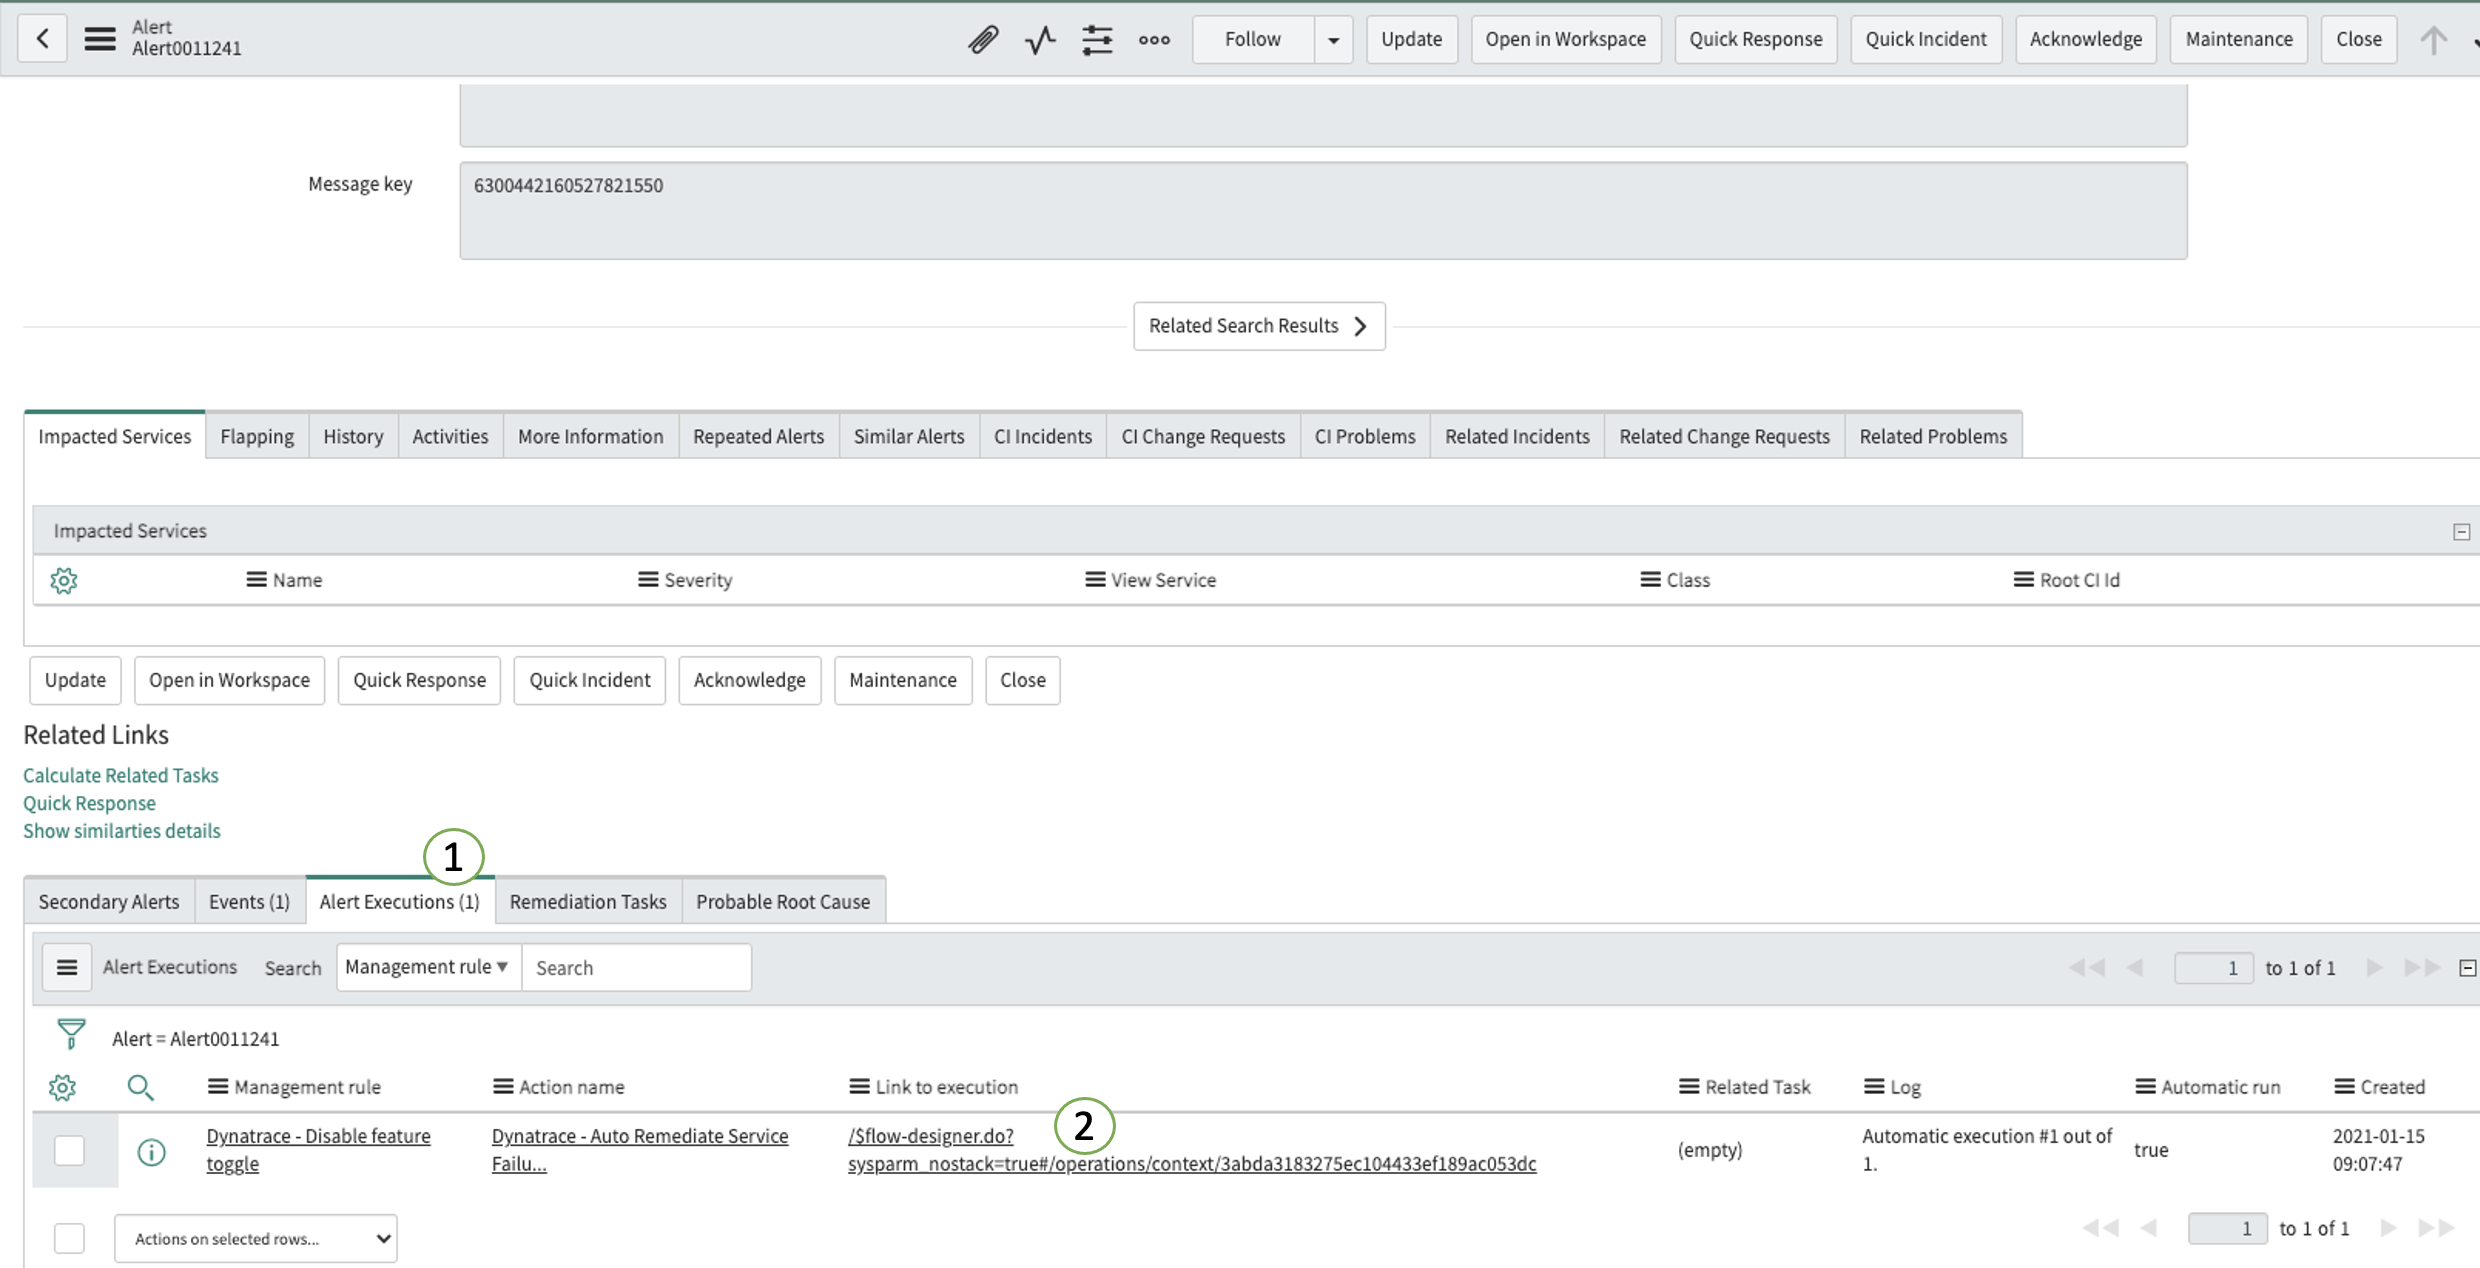 Alert
Alert0011241
Follow
Update
Open in Workspace
Quick Response
Quick Incident
Acknowledge
Maintenance
Close
Message key
6300442160527821550
Related Search Results
Impacted Services
Flapping
History
Activities
More Information
Repeated Alerts
Similar Alerts
CI Incidents
CI Change Requests
CI Problems
Related Incidents
Related Change Requests
Related Problems
Impacted Services
Name
Severity
View Service
Class
Root CI Id
Update
Open in Workspace
Quick Response
Quick Incident
Acknowledge
Maintenance
Close
Related Links
Calculate Related Tasks
Quick Response
Show similarties details
1
Secondary Alerts
Events (1)
Alert Executions (1)
Remediation Tasks
Probable Root Cause
Alert Executions
Search
Management rule
Search
1
to 1 of 1
Alert = Alert0011241
Management rule
Action name
Link to execution
Related Task
Log
Automatic run
Created
2
Dynatrace - Disable feature
toggle
Dynatrace - Auto Remediate Service
Failu...
/$flow-designer.do?
sysparm_nostack=true#/operations/context/3abda3183275ec104433ef189ac053dc
(empty)
Automatic execution #1 out of
1.
true
2021-01-15
09:07:47
Actions on selected rows...
1
to 1 of 1